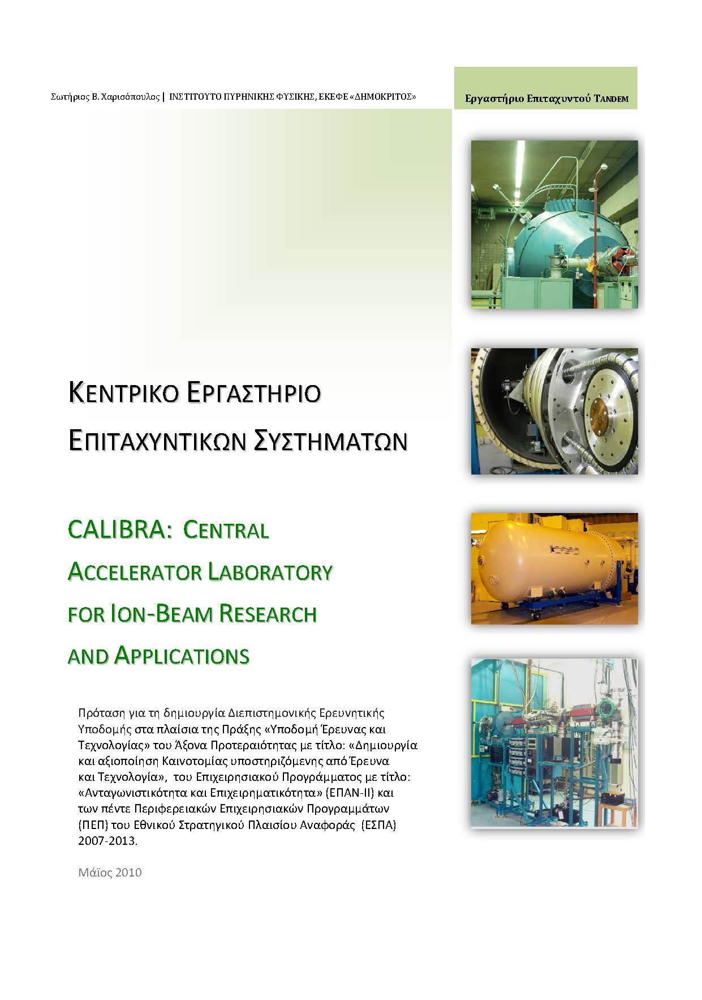 Σωτήριος Β. Χαρισόπουλος | ΙΝΣΤΙΤΟΥΤΟ ΠΥΡΗΝΙΚΗΣ ΦΥΣΙΚΗΣ, ΕΚΕΦΕ «ΔΗΜΟΚΡΙΤΟΣ»
Εργαστήριο Επιταχυντού TANDEM
ΚΕΝΤΡΙΚΟ ΕΡΓΑΣΤΗΡΙΟ
ΕΠΙΤΑΧΥΝΤΙΚΩΝ ΣΥΣΤΗΜΑΤΩΝ
CALIBRA: CENTRAL
ACCELERATOR LABORATORY
FOR ION-BEAM RESEARCH
AND APPLICATIONS
Πρόταση για τη δημιουργία Διεπιστημονικής Ερευνητικής
Υποδομής στα πλαίσια της Πράξης «Υποδομή Έρευνας και
Τεχνολογίας» του Άξονα Προτεραιότητας με τίτλο: «Δημιουργία
και αξιοποίηση Καινοτομίας υποστηριζόμενης από Έρευνα
και Τεχνολογία», του Επιχειρησιακού Προγράμματος με τίτλο:
«Ανταγωνιστικότητα και Επιχειρηματικότητα» (ΕΠΑΝ-ΙΙ) και
των πέντε Περιφερειακών Επιχειρησιακών Προγραμμάτων
(ΠΕΠ) του Εθνικού Στρατηγικού Πλαισίου Αναφοράς (ΕΣΠΑ)
2007-2013.
Μάϊος 2010